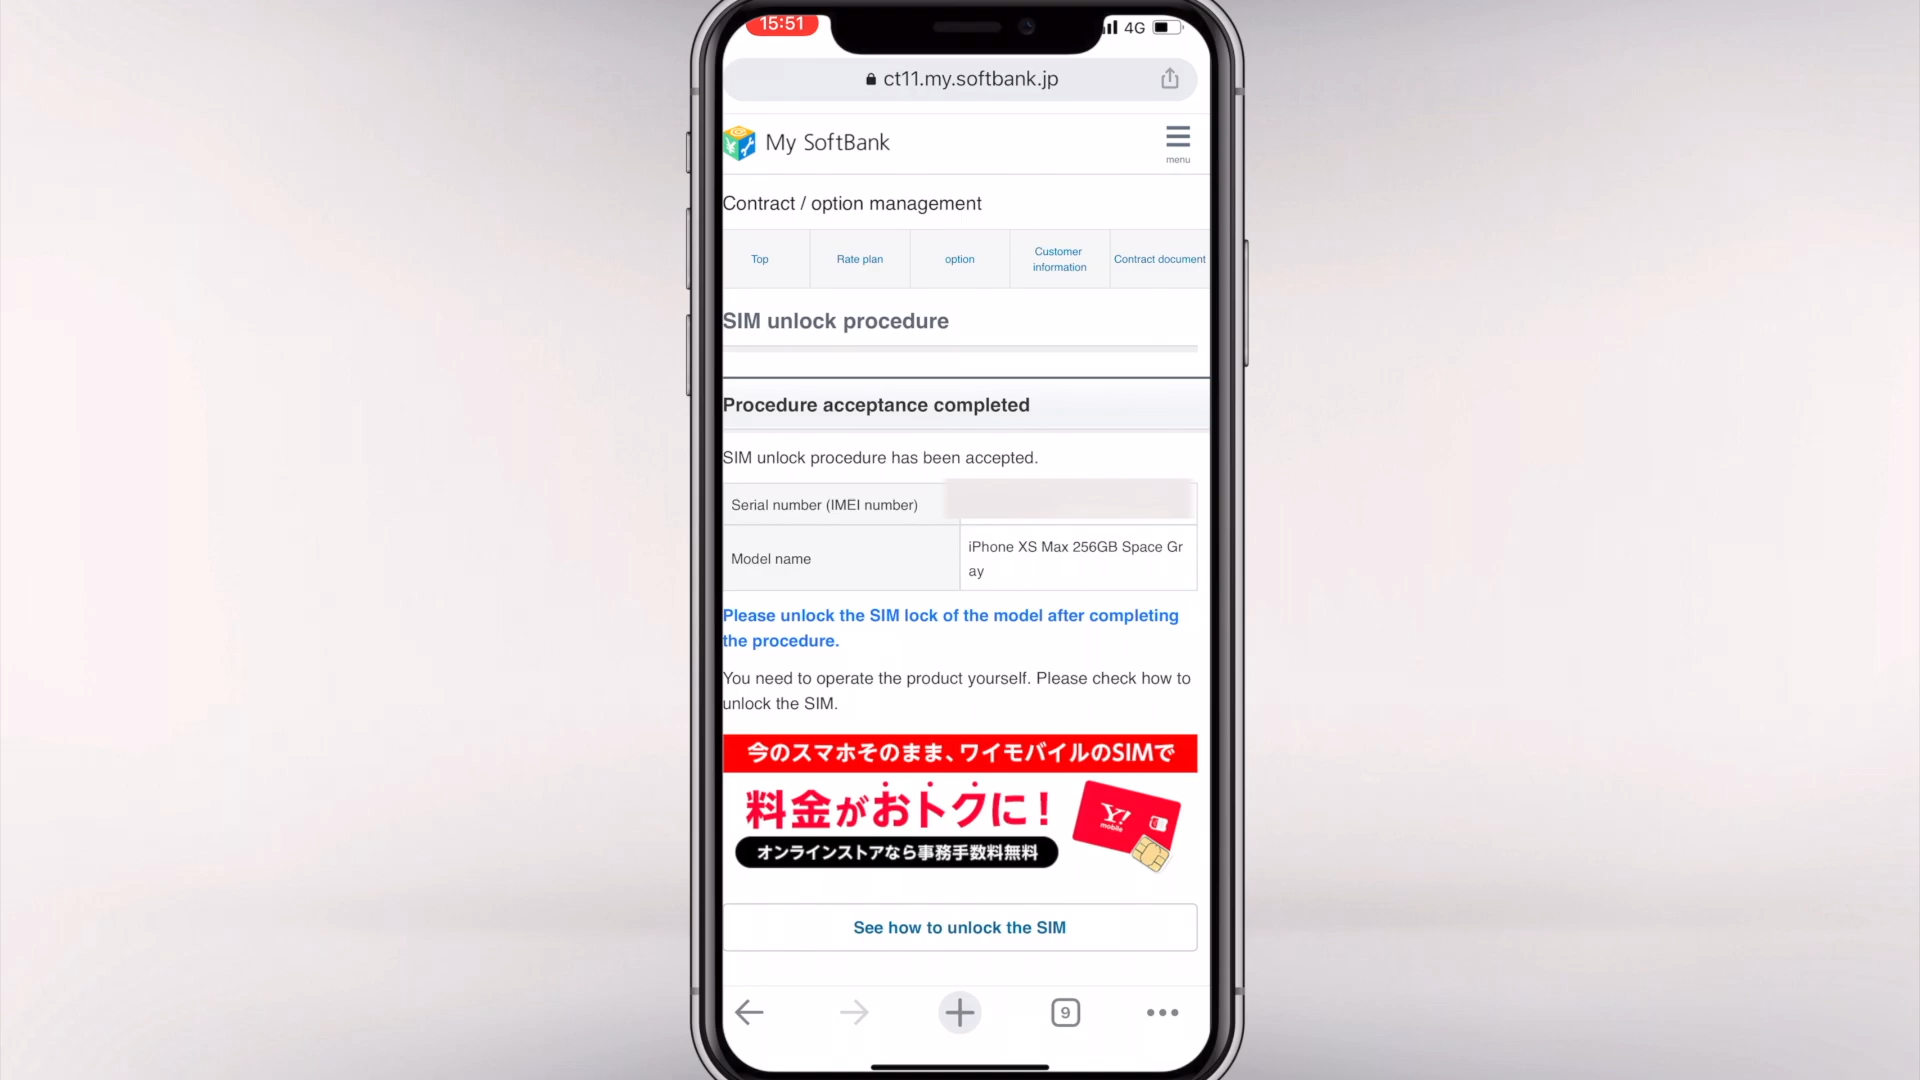 15:51
4G
ct11.my.softbank.jp
My SoftBank
menu
Contract / option management
Top
Rate plan
option
Customer
information
Contract document
SIM unlock procedure
Procedure acceptance completed
SIM unlock procedure has been accepted.
Serial number (IMEI number)
Model name
iPhone XS Max 256GB Space Gr
ay
Please unlock the SIM lock of the model after completing
the procedure.
You need to operate the product yourself. Please check how to
unlock the SIM.
今のスマホそのまま、ワイモバイルのSIMで
料金がおトクに!
Y!
mobile
オンラインストアなら事務手数料無料
See how to unlock the SIM
9